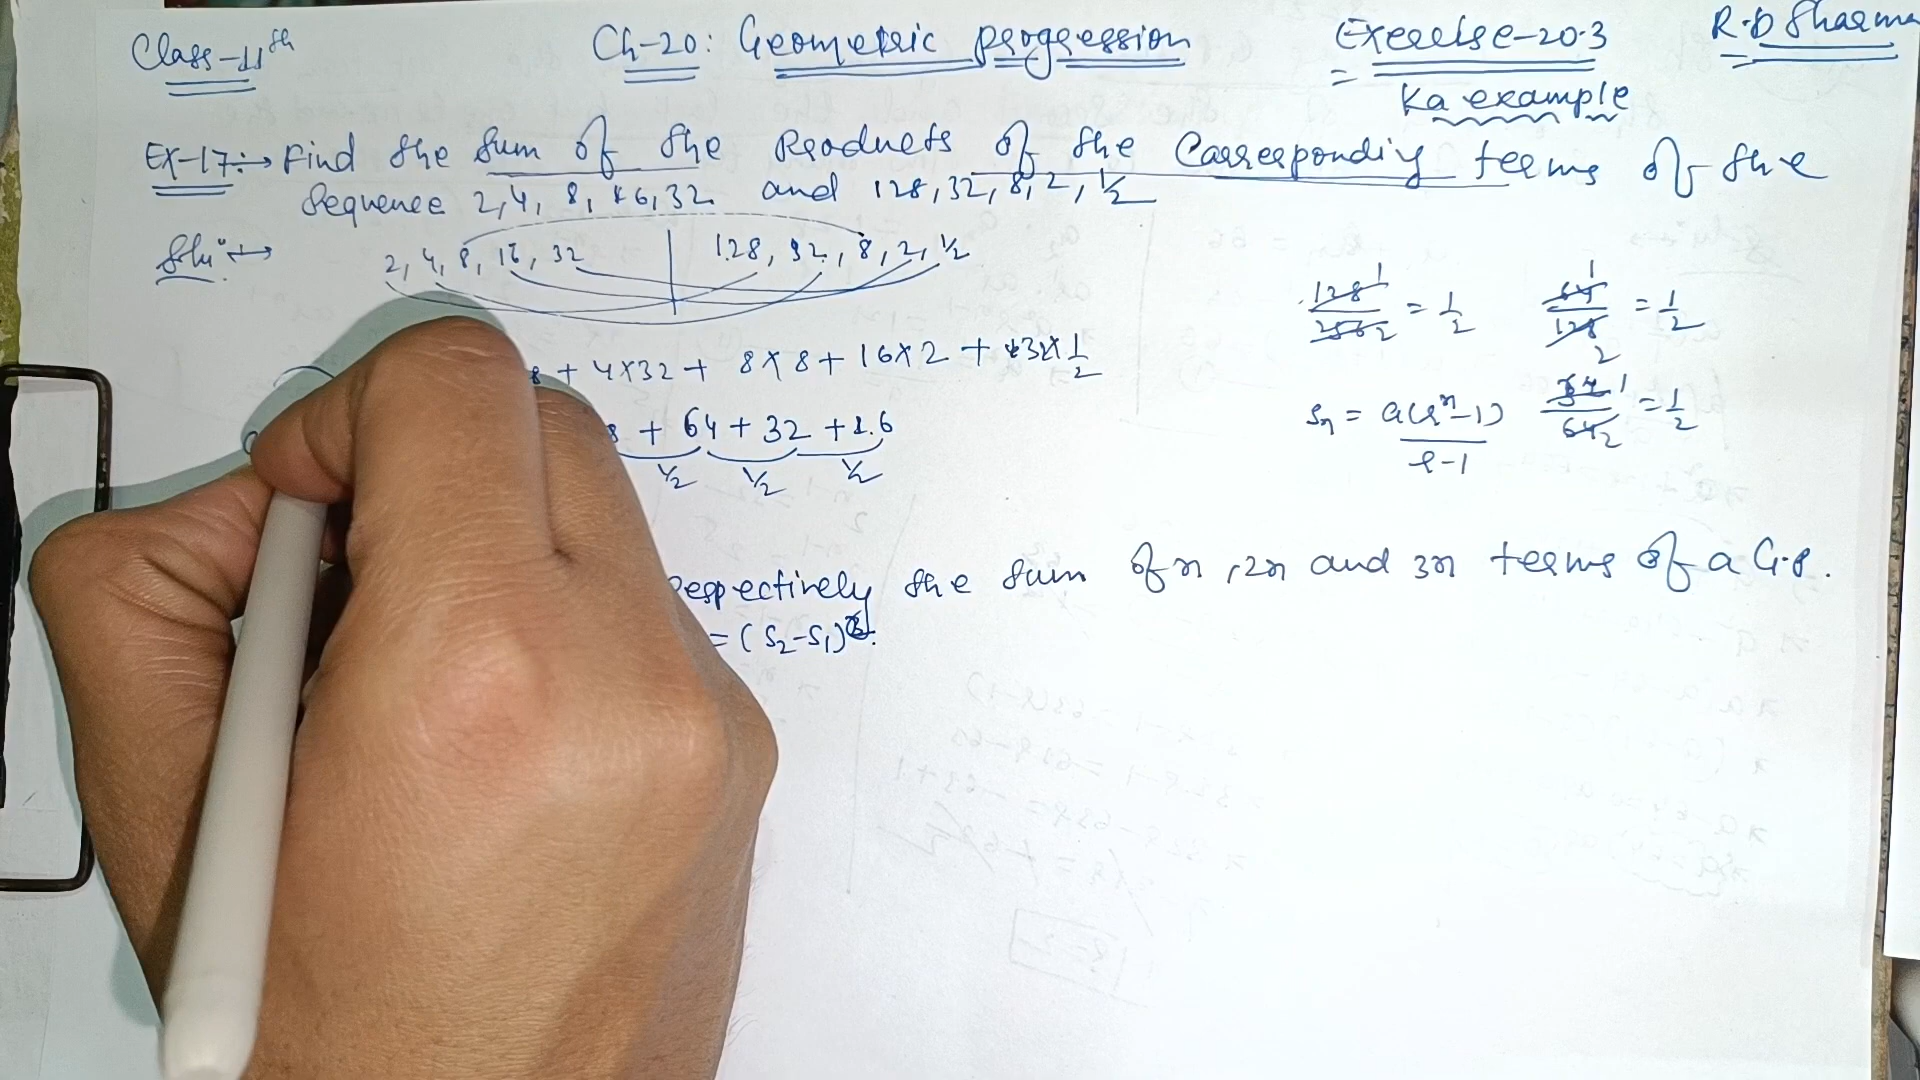 Class-11th
Ch-20: Geometric progression
Exercise-20.3
R.D Sharma
Ka example
Ex-17:→ Find the Sum of the Products of the Corresponding terms of the
Sequence 2,4, 8, 16,32 and 128,32,8,2,1/2
Solu:→ 2, 4, 8, 16, 32 | 128, 32, 8, 2, 1/2
8 + 4×32 + 8×8 + 16×2 + 32×1/2
8 + 64 + 32 + 16
1/2 1/2 1/2
128/256 = 1/2 64/128 = 1/2
Sn = a(r^n-1)/r-1 32/64 = 1/2
Respectively the sum of n, 2n and 3n terms of a G.P.
= (S2-S1)